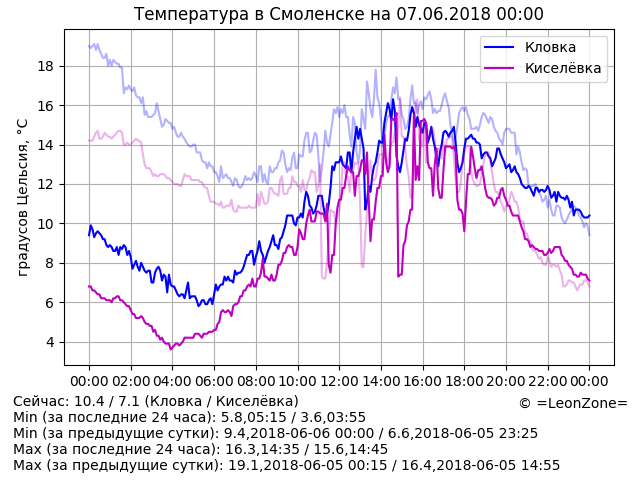 Температура в Смоленске на 07.06.2018 00:00
Кловка
Киселёвка
градусов Цельсия, °C
18
16
14
12
10
8
6
4
00:00 02:00 04:00 06:00 08:00 10:00 12:00 14:00 16:00 18:00 20:00 22:00 00:00
Сейчас: 10.4 / 7.1 (Кловка / Киселёвка)
© =LeonZone=
Min (за последние 24 часа): 5.8,05:15 / 3.6,03:55
Min (за предыдущие сутки): 9.4,2018-06-06 00:00 / 6.6,2018-06-05 23:25
Max (за последние 24 часа): 16.3,14:35 / 15.6,14:45
Max (за предыдущие сутки): 19.1,2018-06-05 00:15 / 16.4,2018-06-05 14:55